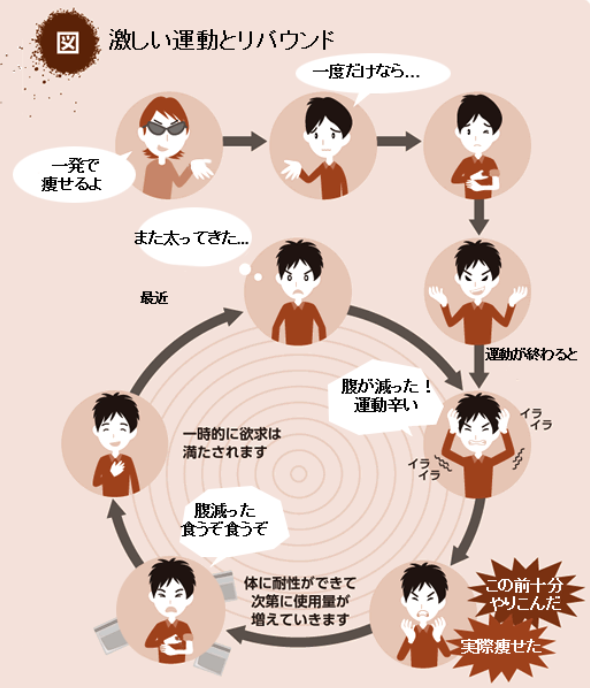 図
激しい運動とリバウンド
一度だけなら...
一発で
痩せるよ
また太ってきた...
最近
運動が終わると
腹が減った！
運動辛い
イラ
イラ
イラ
イラ
一時的に欲求は
満たされます
腹減った
食うぞ食うぞ
体に耐性ができて
次第に使用量が
増えていきます
この前十分
やりこんだ
実際痩せた